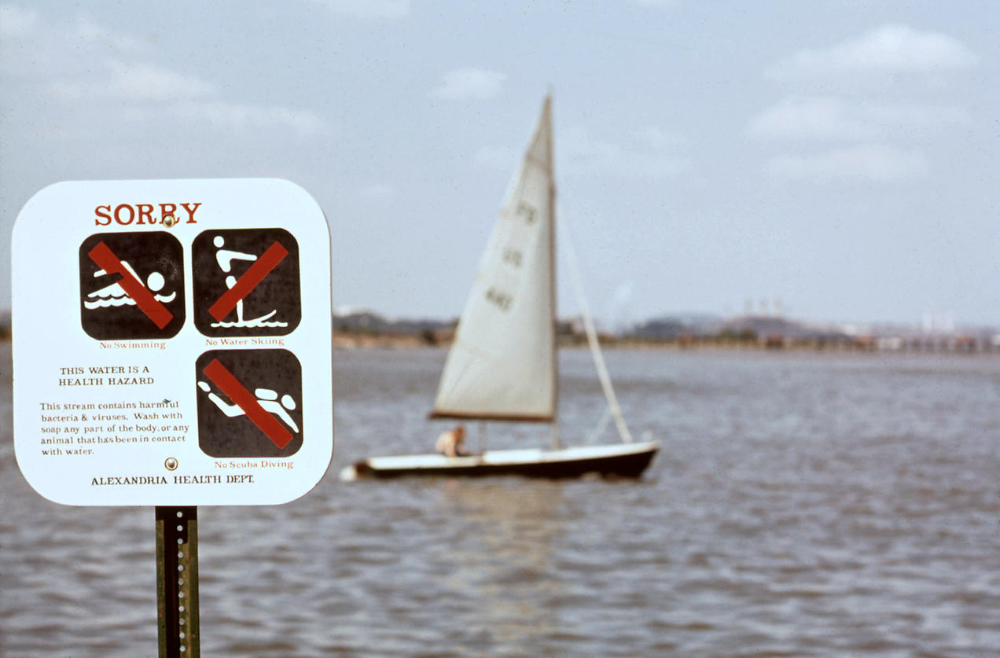 SORRY
No Swimming
No Water Skiing
THIS WATER IS A
HEALTH HAZARD
This stream contains harmful
bacteria & viruses. Wash with
soap any part of the body, or any
animal that has been in contact
with water.
No Scuba Diving
ALEXANDRIA HEALTH DEPT.
US